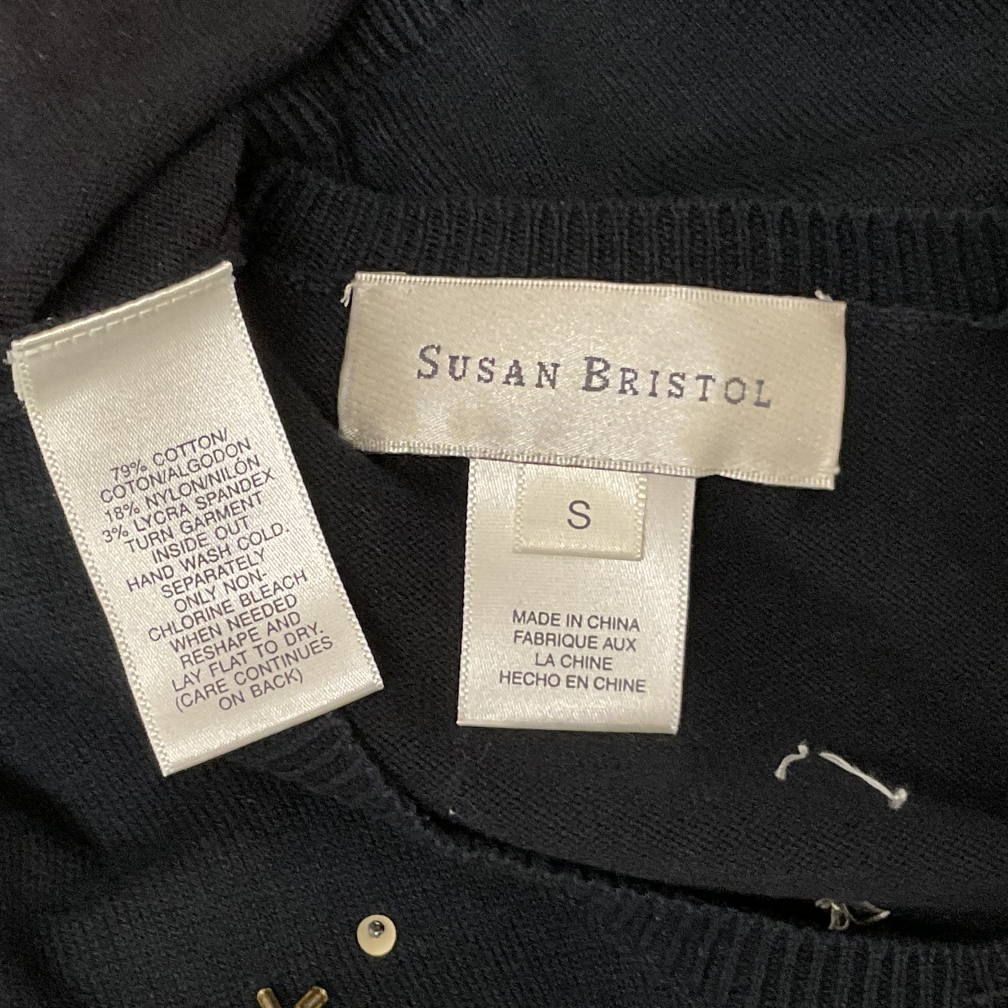 SUSAN BRISTOL
S
MADE IN CHINA
FABRIQUE AUX
LA CHINE
HECHO EN CHINE
79% COTTON/
COTON/ALGODON
18% NYLON/NILÓN
3% LYCRA SPANDEX
TURN GARMENT
INSIDE OUT
HAND WASH COLD.
SEPARATELY
ONLY NON-
CHLORINE BLEACH
WHEN NEEDED
RESHAPE AND
LAY FLAT TO DRY.
(CARE CONTINUES
ON BACK)